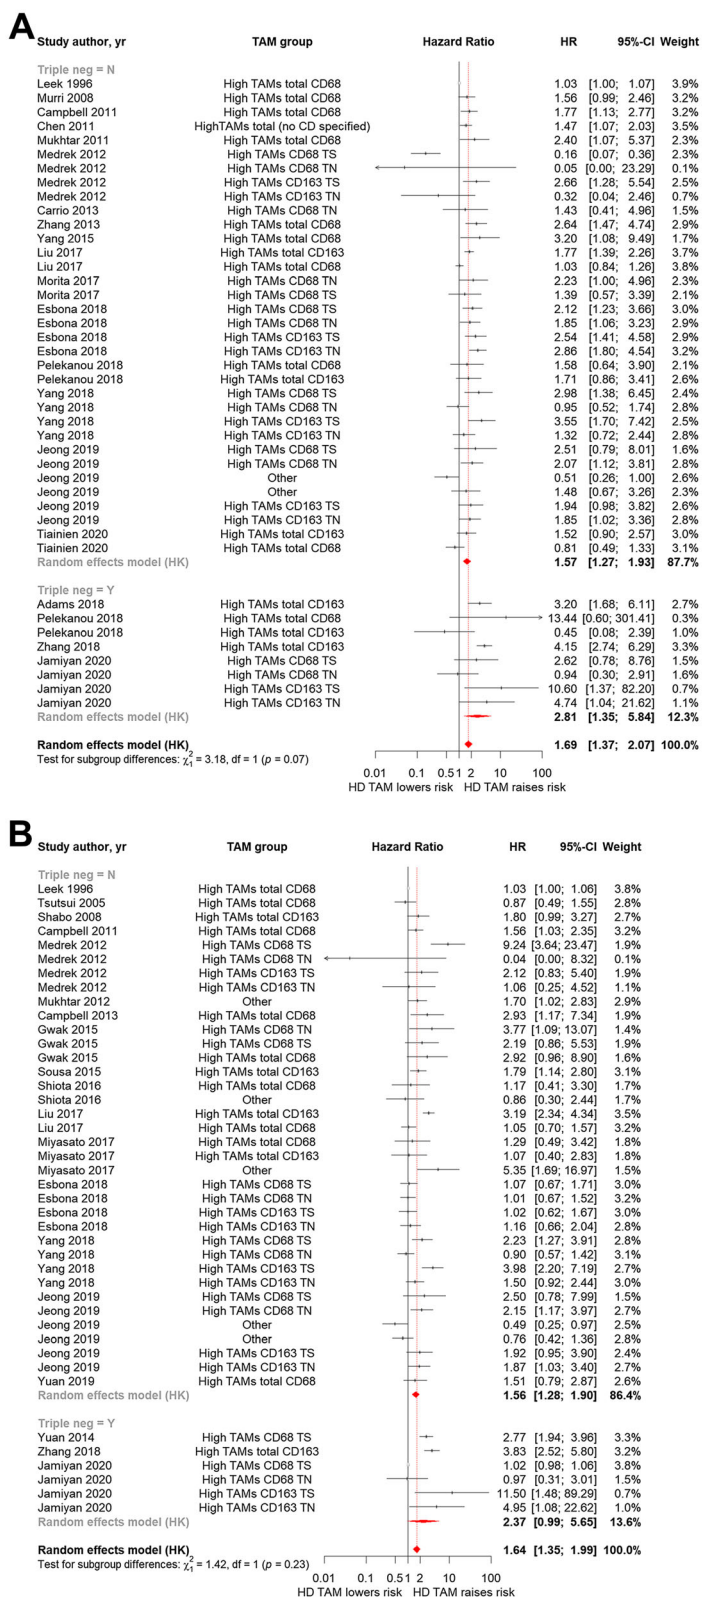 A
Study author, yr TAM group Hazard Ratio HR 95%-CI Weight
Triple neg = N
Leek 1996 High TAMs total CD68 1.03 [1.00; 1.07] 3.9%
Murri 2008 High TAMs total CD68 1.56 [0.99; 2.46] 3.2%
Campbell 2011 High TAMs total CD68 1.77 [1.13; 2.77] 3.2%
Chen 2011 HighTAMs total (no CD specified) 1.47 [1.07; 2.03] 3.5%
Mukhtar 2011 High TAMs total CD68 2.40 [1.07; 5.37] 2.3%
Medrek 2012 High TAMs CD68 TS 0.16 [0.07; 0.36] 2.3%
Medrek 2012 High TAMs CD68 TN 0.05 [0.00; 23.29] 0.1%
Medrek 2012 High TAMs CD163 TS 2.66 [1.28; 5.54] 2.5%
Medrek 2012 High TAMs CD163 TN 0.32 [0.04; 2.46] 0.7%
Carrio 2013 High TAMs CD68 TN 1.43 [0.41; 4.96] 1.5%
Zhang 2013 High TAMs total CD68 2.64 [1.47; 4.74] 2.9%
Yang 2015 High TAMs total CD68 3.20 [1.08; 9.49] 1.7%
Liu 2017 High TAMs total CD163 1.77 [1.39; 2.26] 3.7%
Liu 2017 High TAMs total CD68 1.03 [0.84; 1.26] 3.8%
Morita 2017 High TAMs CD68 TN 2.23 [1.00; 4.96] 2.3%
Morita 2017 High TAMs CD68 TS 1.39 [0.57; 3.39] 2.1%
Esbona 2018 High TAMs CD68 TS 2.12 [1.23; 3.66] 3.0%
Esbona 2018 High TAMs CD68 TN 1.85 [1.06; 3.23] 2.9%
Esbona 2018 High TAMs CD163 TS 2.54 [1.41; 4.58] 2.9%
Esbona 2018 High TAMs CD163 TN 2.86 [1.80; 4.54] 3.2%
Pelekanou 2018 High TAMs total CD68 1.58 [0.64; 3.90] 2.1%
Pelekanou 2018 High TAMs total CD163 1.71 [0.86; 3.41] 2.6%
Yang 2018 High TAMs CD68 TS 2.98 [1.38; 6.45] 2.4%
Yang 2018 High TAMs CD68 TN 0.95 [0.52; 1.74] 2.8%
Yang 2018 High TAMs CD163 TS 3.55 [1.70; 7.42] 2.5%
Yang 2018 High TAMs CD163 TN 1.32 [0.72; 2.44] 2.8%
Jeong 2019 High TAMs CD68 TS 2.51 [0.79; 8.01] 1.6%
Jeong 2019 High TAMs CD68 TN 2.07 [1.12; 3.81] 2.8%
Jeong 2019 Other 0.51 [0.26; 1.00] 2.6%
Jeong 2019 Other 1.48 [0.67; 3.26] 2.3%
Jeong 2019 High TAMs CD163 TS 1.94 [0.98; 3.82] 2.6%
Jeong 2019 High TAMs CD163 TN 1.85 [1.02; 3.36] 2.8%
Tiainien 2020 High TAMs total CD163 1.52 [0.90; 2.57] 3.0%
Tiainien 2020 High TAMs total CD68 0.81 [0.49; 1.33] 3.1%
Random effects model (HK) 1.57 [1.27; 1.93] 87.7%
Triple neg = Y
Adams 2018 High TAMs total CD163 3.20 [1.68; 6.11] 2.7%
Pelekanou 2018 High TAMs total CD68 13.44 [0.60; 301.41] 0.3%
Pelekanou 2018 High TAMs total CD163 0.45 [0.08; 2.39] 1.0%
Zhang 2018 High TAMs total CD163 4.15 [2.74; 6.29] 3.2%
Jamiyan 2020 High TAMs CD68 TS 2.62 [0.78; 8.76] 1.5%
Jamiyan 2020 High TAMs CD68 TN 0.94 [0.30; 2.91] 1.6%
Jamiyan 2020 High TAMs CD163 TS 10.60 [1.37; 82.20] 0.7%
Jamiyan 2020 High TAMs CD163 TN 4.74 [1.04; 21.62] 1.1%
Random effects model (HK) 2.81 [1.35; 5.84] 12.3%
Random effects model (HK) 1.69 [1.37; 2.07] 100.0%
Test for subgroup differences: χ²₁ = 3.18, df = 1 (p = 0.07)
0.01 0.1 0.5 1 2 10 100
HD TAM lowers risk HD TAM raises risk
B
Study author, yr TAM group Hazard Ratio HR 95%-CI Weight
Triple neg = N
Leek 1996 High TAMs total CD68 1.03 [1.00; 1.06] 3.8%
Tsutsui 2005 High TAMs total CD68 0.87 [0.49; 1.55] 2.8%
Shabo 2008 High TAMs total CD163 1.80 [0.99; 3.27] 2.7%
Campbell 2011 High TAMs total CD68 1.56 [1.03; 2.35] 3.2%
Medrek 2012 High TAMs CD68 TS 9.24 [3.64; 23.47] 1.9%
Medrek 2012 High TAMs CD68 TN 0.04 [0.00; 8.32] 0.1%
Medrek 2012 High TAMs CD163 TS 2.12 [0.83; 5.40] 1.9%
Medrek 2012 High TAMs CD163 TN 1.06 [0.25; 4.52] 1.1%
Mukhtar 2012 Other 1.70 [1.02; 2.83] 2.9%
Campbell 2013 High TAMs total CD68 2.93 [1.17; 7.34] 1.9%
Gwak 2015 High TAMs CD68 TN 3.77 [1.09; 13.07] 1.4%
Gwak 2015 High TAMs CD68 TS 2.19 [0.86; 5.53] 1.9%
Gwak 2015 High TAMs total CD68 2.92 [0.96; 8.90] 1.6%
Sousa 2015 High TAMs total CD163 1.79 [1.14; 2.80] 3.1%
Shiota 2016 High TAMs total CD68 1.17 [0.41; 3.30] 1.7%
Shiota 2016 Other 0.86 [0.30; 2.44] 1.7%
Liu 2017 High TAMs total CD163 3.19 [2.34; 4.34] 3.5%
Liu 2017 High TAMs total CD68 1.05 [0.70; 1.57] 3.2%
Miyasato 2017 High TAMs total CD68 1.29 [0.49; 3.42] 1.8%
Miyasato 2017 High TAMs total CD163 1.07 [0.40; 2.83] 1.8%
Miyasato 2017 Other 5.35 [1.69; 16.97] 1.5%
Esbona 2018 High TAMs CD68 TS 1.07 [0.67; 1.71] 3.0%
Esbona 2018 High TAMs CD68 TN 1.01 [0.67; 1.52] 3.2%
Esbona 2018 High TAMs CD163 TS 1.02 [0.62; 1.67] 3.0%
Esbona 2018 High TAMs CD163 TN 1.16 [0.66; 2.04] 2.8%
Yang 2018 High TAMs CD68 TS 2.23 [1.27; 3.91] 2.8%
Yang 2018 High TAMs CD68 TN 0.90 [0.57; 1.42] 3.1%
Yang 2018 High TAMs CD163 TS 3.98 [2.20; 7.19] 2.7%
Yang 2018 High TAMs CD163 TN 1.50 [0.92; 2.44] 3.0%
Jeong 2019 High TAMs CD68 TS 2.50 [0.78; 7.99] 1.5%
Jeong 2019 High TAMs CD68 TN 2.15 [1.17; 3.97] 2.7%
Jeong 2019 Other 0.49 [0.25; 0.97] 2.5%
Jeong 2019 Other 0.76 [0.42; 1.36] 2.8%
Jeong 2019 High TAMs CD163 TS 1.92 [0.95; 3.90] 2.4%
Jeong 2019 High TAMs CD163 TN 1.87 [1.03; 3.40] 2.7%
Yuan 2019 High TAMs total CD68 1.51 [0.79; 2.87] 2.6%
Random effects model (HK) 1.56 [1.28; 1.90] 86.4%
Triple neg = Y
Yuan 2014 High TAMs CD68 TS 2.77 [1.94; 3.96] 3.3%
Zhang 2018 High TAMs total CD163 3.83 [2.52; 5.80] 3.2%
Jamiyan 2020 High TAMs CD68 TS 1.02 [0.98; 1.06] 3.8%
Jamiyan 2020 High TAMs CD68 TN 0.97 [0.31; 3.01] 1.5%
Jamiyan 2020 High TAMs CD163 TS 11.50 [1.48; 89.29] 0.7%
Jamiyan 2020 High TAMs CD163 TN 4.95 [1.08; 22.62] 1.0%
Random effects model (HK) 2.37 [0.99; 5.65] 13.6%
Random effects model (HK) 1.64 [1.35; 1.99] 100.0%
Test for subgroup differences: χ²₁ = 1.42, df = 1 (p = 0.23)
0.01 0.1 0.5 1 2 10 100
HD TAM lowers risk HD TAM raises risk